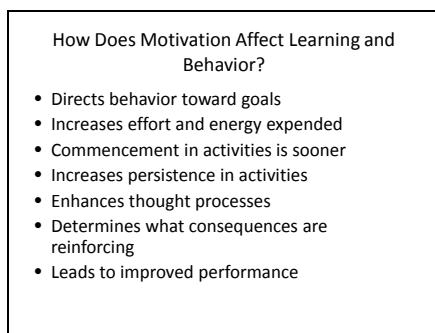 How Does Motivation Affect Learning and
Behavior?
• Directs behavior toward goals
• Increases effort and energy expended
• Commencement in activities is sooner
• Increases persistence in activities
• Enhances thought processes
• Determines what consequences are
reinforcing
• Leads to improved performance